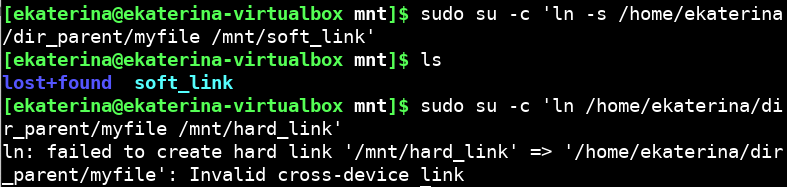 [ekaterina@ekaterina-virtualbox mnt]$ sudo su -c 'ln -s /home/ekaterina
/dir_parent/myfile /mnt/soft_link'
[ekaterina@ekaterina-virtualbox mnt]$ ls
lost+found  soft_link
[ekaterina@ekaterina-virtualbox mnt]$ sudo su -c 'ln /home/ekaterina/di
r_parent/myfile /mnt/hard_link'
ln: failed to create hard link '/mnt/hard_link' => '/home/ekaterina/dir
_parent/myfile': Invalid cross-device link